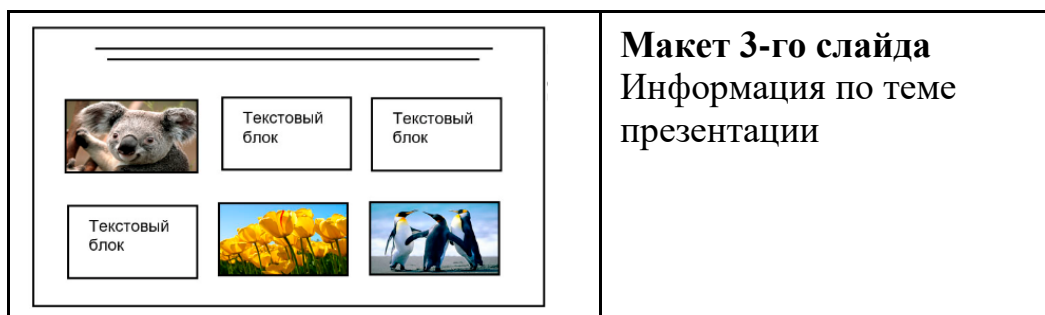 Текстовый
блок
Текстовый
блок
Текстовый
блок
Макет 3-го слайда
Информация по теме
презентации